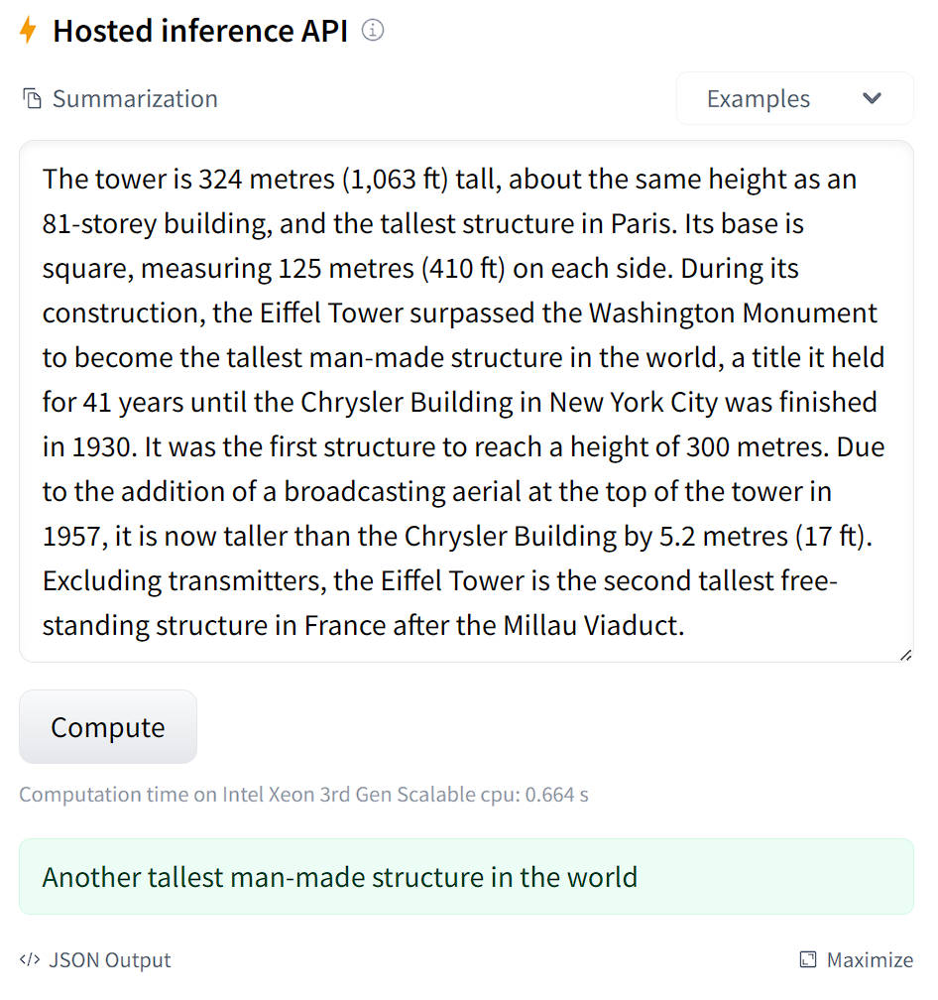 Hosted inference API
Summarization
Examples
The tower is 324 metres (1,063 ft) tall, about the same height as an
81-storey building, and the tallest structure in Paris. Its base is
square, measuring 125 metres (410 ft) on each side. During its
construction, the Eiffel Tower surpassed the Washington Monument
to become the tallest man-made structure in the world, a title it held
for 41 years until the Chrysler Building in New York City was finished
in 1930. It was the first structure to reach a height of 300 metres. Due
to the addition of a broadcasting aerial at the top of the tower in
1957, it is now taller than the Chrysler Building by 5.2 metres (17 ft).
Excluding transmitters, the Eiffel Tower is the second tallest free-
standing structure in France after the Millau Viaduct.
Compute
Computation time on Intel Xeon 3rd Gen Scalable cpu: 0.664 s
Another tallest man-made structure in the world
</> JSON Output
Maximize